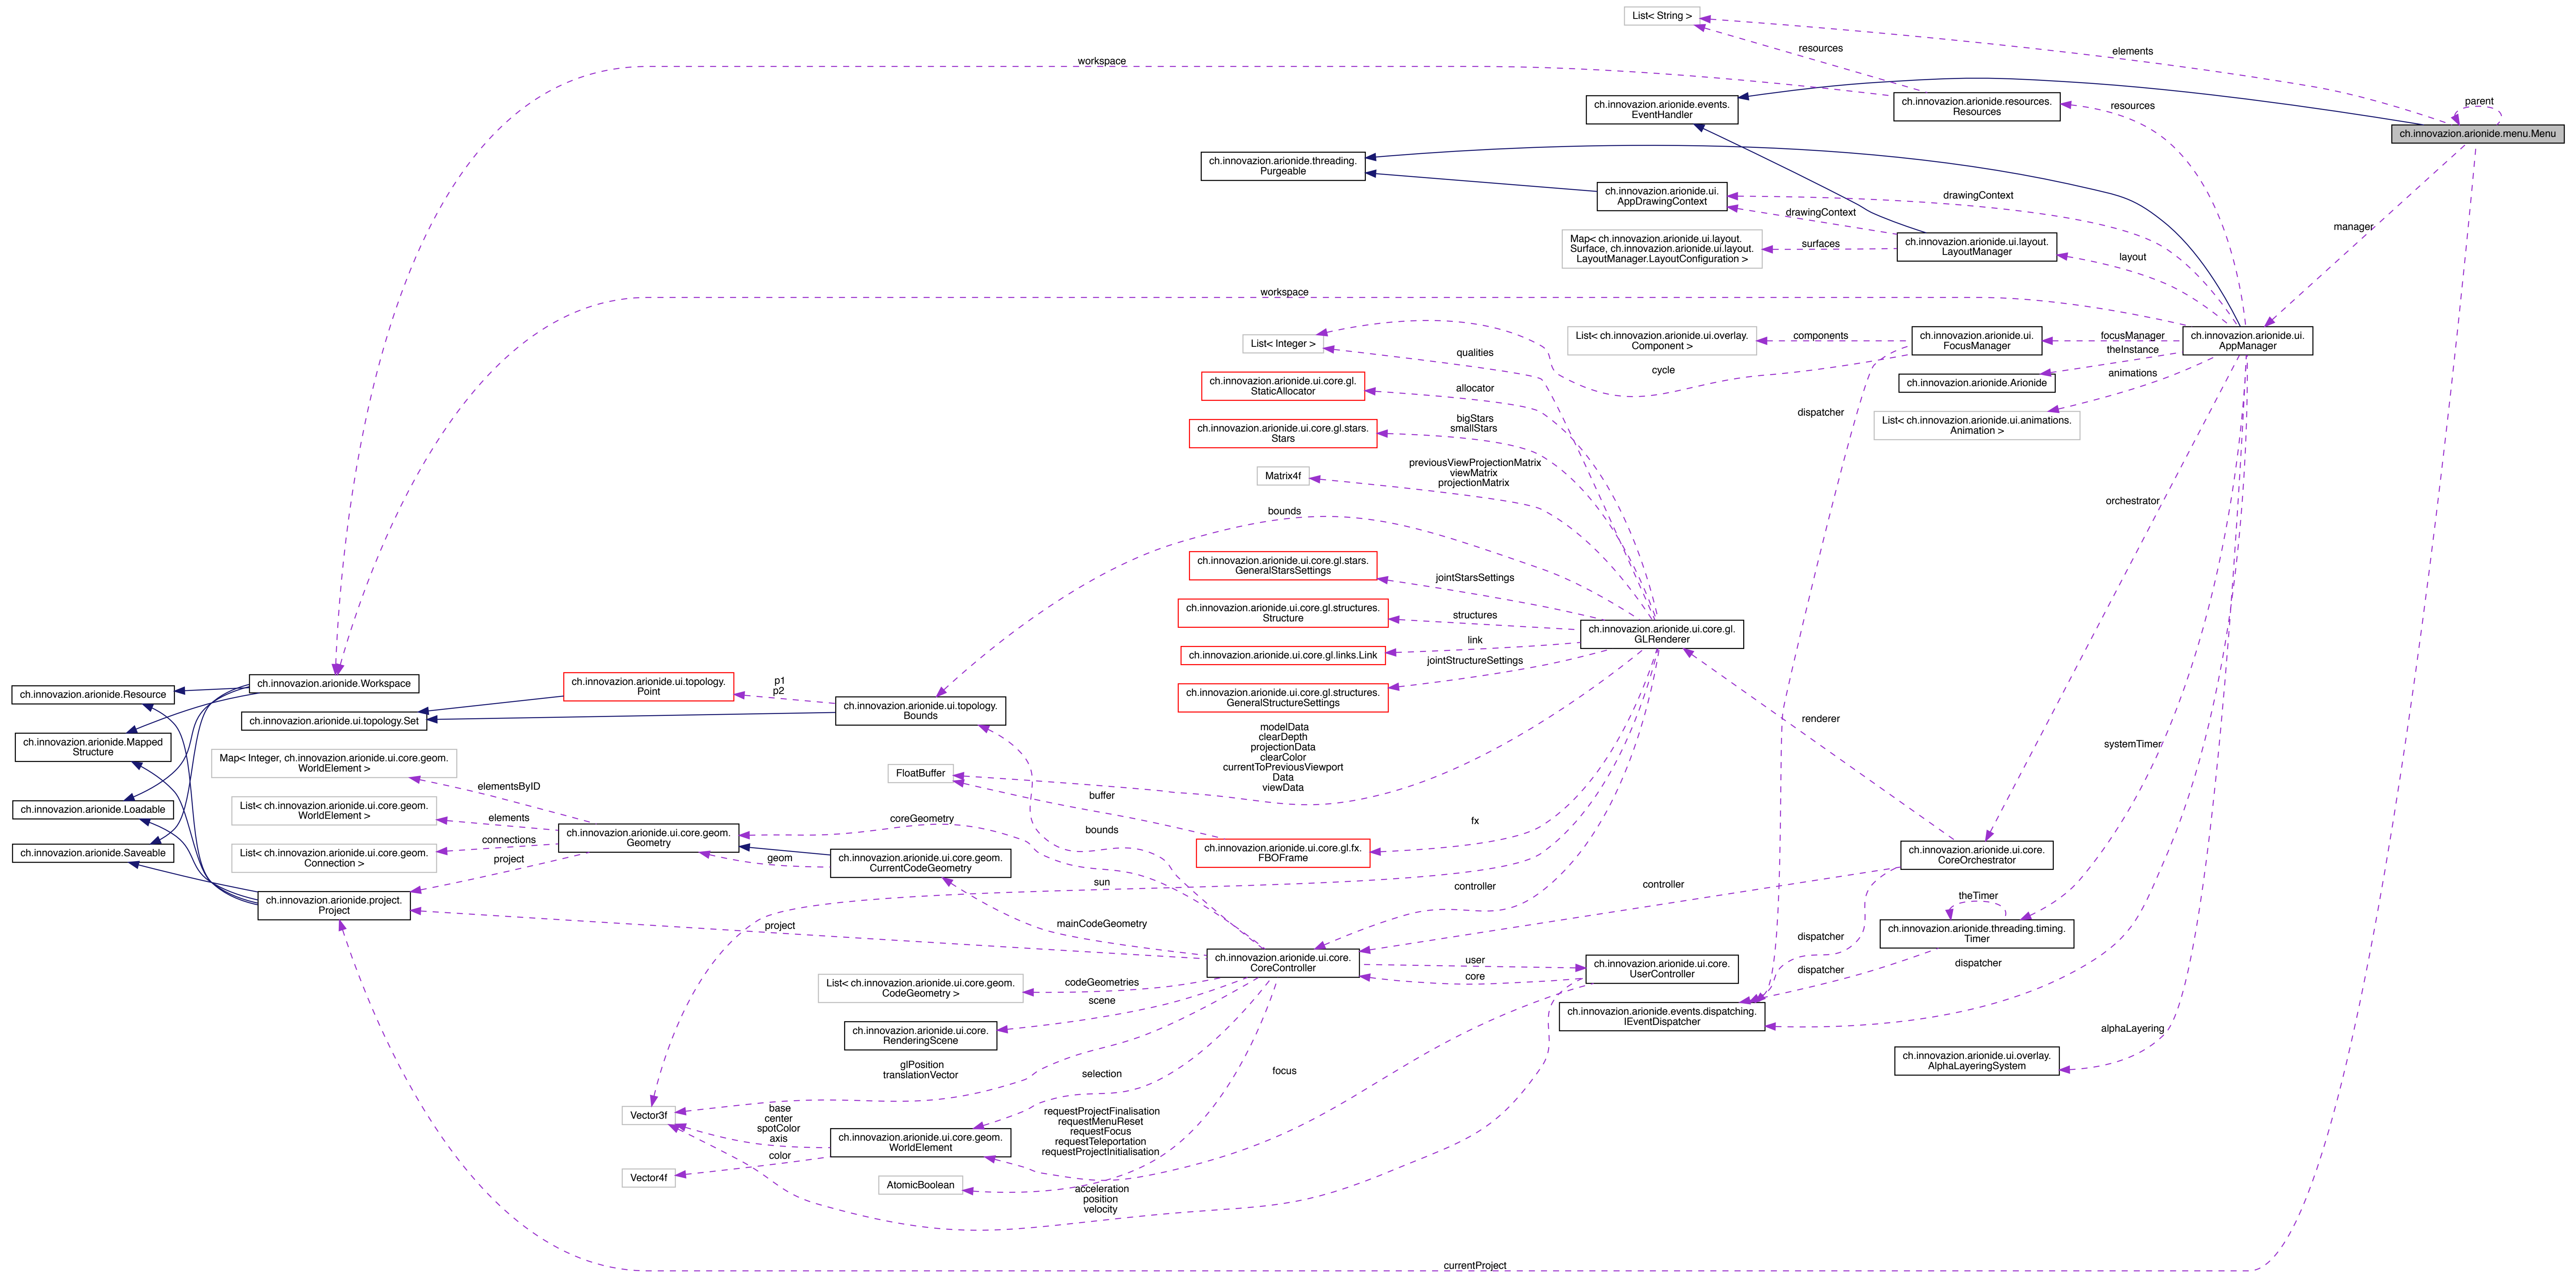 List< String >
resources
elements
workspace
parent
ch.innovazion.arionide.events.
EventHandler
ch.innovazion.arionide.resources.
Resources
resources
ch.innovazion.arionide.menu.Menu
ch.innovazion.arionide.threading.
Purgeable
ch.innovazion.arionide.ui.
AppDrawingContext
drawingContext
drawingContext
manager
Map< ch.innovazion.arionide.ui.layout.
Surface, ch.innovazion.arionide.ui.layout.
LayoutManager.LayoutConfiguration >
surfaces
ch.innovazion.arionide.ui.layout.
LayoutManager
layout
workspace
List< Integer >
qualities
List< ch.innovazion.arionide.ui.overlay.
Component >
components
ch.innovazion.arionide.ui.
FocusManager
focusManager
ch.innovazion.arionide.ui.
AppManager
theInstance
cycle
ch.innovazion.arionide.Arionide
animations
ch.innovazion.arionide.ui.core.gl.
StaticAllocator
allocator
dispatcher
List< ch.innovazion.arionide.ui.animations.
Animation >
ch.innovazion.arionide.ui.core.gl.stars.
Stars
bigStars
smallStars
Matrix4f
previousViewProjectionMatrix
viewMatrix
projectionMatrix
orchestrator
bounds
ch.innovazion.arionide.ui.core.gl.stars.
GeneralStarsSettings
jointStarsSettings
ch.innovazion.arionide.ui.core.gl.structures.
Structure
structures
ch.innovazion.arionide.ui.core.gl.
GLRenderer
link
ch.innovazion.arionide.ui.core.gl.links.Link
jointStructureSettings
ch.innovazion.arionide.ui.core.gl.structures.
GeneralStructureSettings
ch.innovazion.arionide.Workspace
ch.innovazion.arionide.Resource
ch.innovazion.arionide.ui.topology.
Point
p1
p2
ch.innovazion.arionide.ui.topology.
Bounds
ch.innovazion.arionide.ui.topology.Set
renderer
ch.innovazion.arionide.Mapped
Structure
modelData
clearDepth
projectionData
clearColor
currentToPreviousViewport
Data
viewData
systemTimer
Map< Integer, ch.innovazion.arionide.ui.core.geom.
WorldElement >
elementsByID
FloatBuffer
buffer
ch.innovazion.arionide.Loadable
List< ch.innovazion.arionide.ui.core.geom.
WorldElement >
elements
coreGeometry
bounds
fx
ch.innovazion.arionide.ui.core.geom.
Geometry
connections
ch.innovazion.arionide.Saveable
List< ch.innovazion.arionide.ui.core.geom.
Connection >
project
geom
ch.innovazion.arionide.ui.core.geom.
CurrentCodeGeometry
ch.innovazion.arionide.ui.core.gl.fx.
FBOFrame
ch.innovazion.arionide.ui.core.
CoreOrchestrator
sun
controller
controller
theTimer
ch.innovazion.arionide.project.
Project
project
mainCodeGeometry
ch.innovazion.arionide.threading.timing.
Timer
dispatcher
ch.innovazion.arionide.ui.core.
CoreController
user
core
ch.innovazion.arionide.ui.core.
UserController
dispatcher
dispatcher
List< ch.innovazion.arionide.ui.core.geom.
CodeGeometry >
codeGeometries
scene
ch.innovazion.arionide.events.dispatching.
IEventDispatcher
ch.innovazion.arionide.ui.core.
RenderingScene
alphaLayering
ch.innovazion.arionide.ui.overlay.
AlphaLayeringSystem
glPosition
translationVector
selection
focus
Vector3f
base
center
spotColor
axis
requestProjectFinalisation
requestMenuReset
requestFocus
requestTeleportation
requestProjectInitialisation
ch.innovazion.arionide.ui.core.geom.
WorldElement
color
Vector4f
AtomicBoolean
acceleration
position
velocity
currentProject